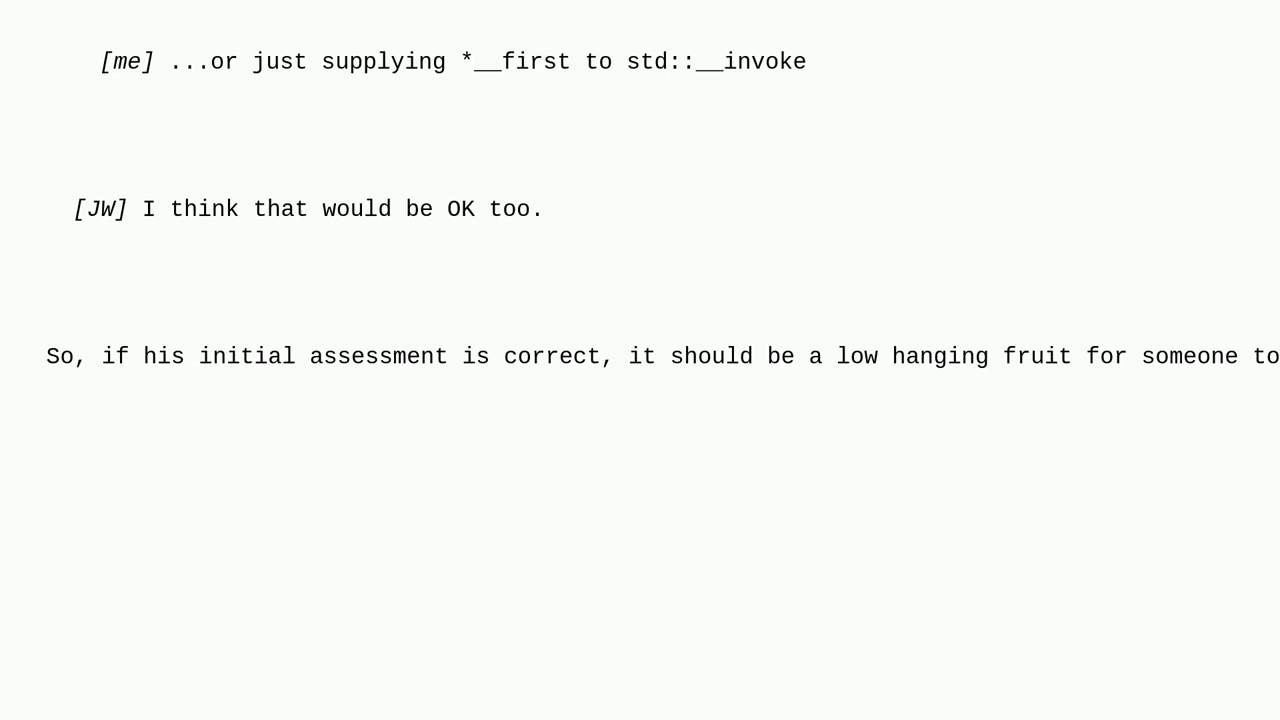 [me] ...or just supplying *__first to std::__invoke
[JW] I think that would be OK too.
So, if his initial assessment is correct, it should be a low hanging fruit for someone to